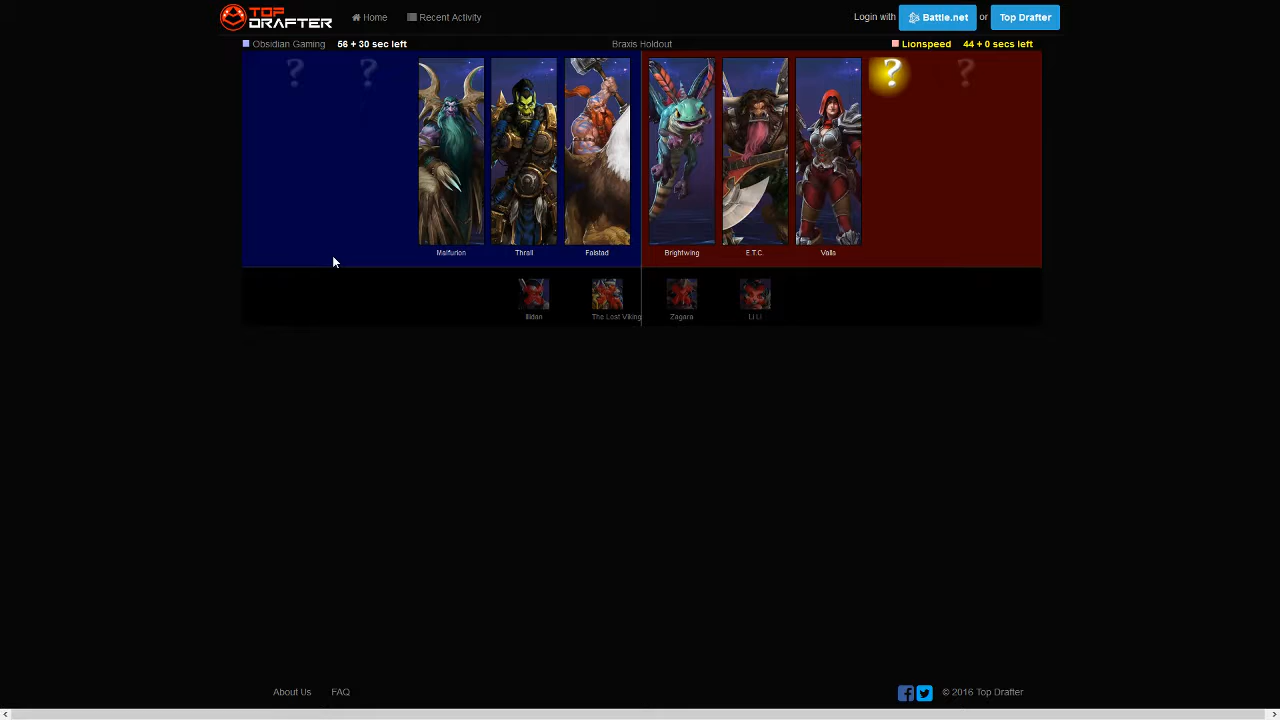 TOP DRAFTER Home Recent Activity Login with Battle.net or Top Drafter
Obsidian Gaming 56 + 30 sec left Braxis Holdout Lionspeed 44 + 0 secs left
? ? ? ?
Malfurion Thrall Falstad Brightwing E.T.C. Valla
Illidan The Lost Viking Zagara Li Li
About Us FAQ © 2016 Top Drafter